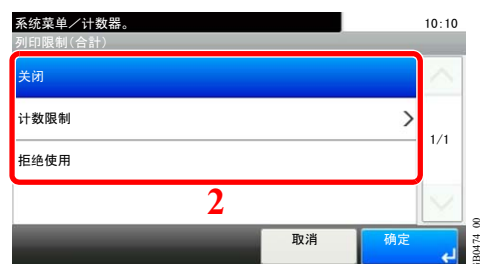 系统菜单／计数器。 10:10
列印限制(合計)
关闭
计数限制
1/1
拒绝使用
2
取消 确定
GB0474_00